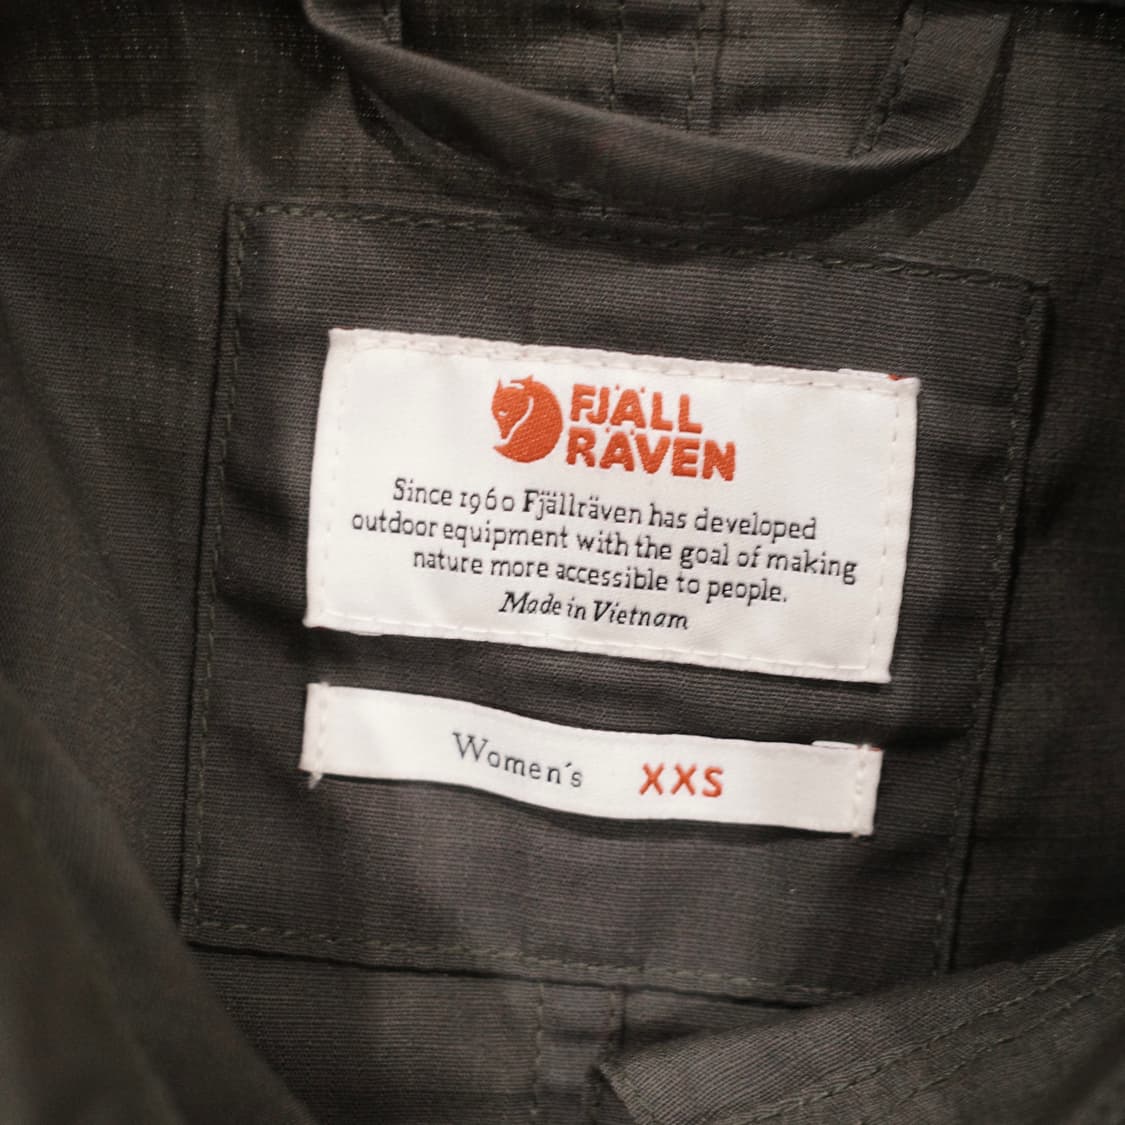 FJÄLL
RÄVEN
Since 1960 Fjällräven has developed
outdoor equipment with the goal of making
nature more accessible to people.
Made in Vietnam
Women´s XXS